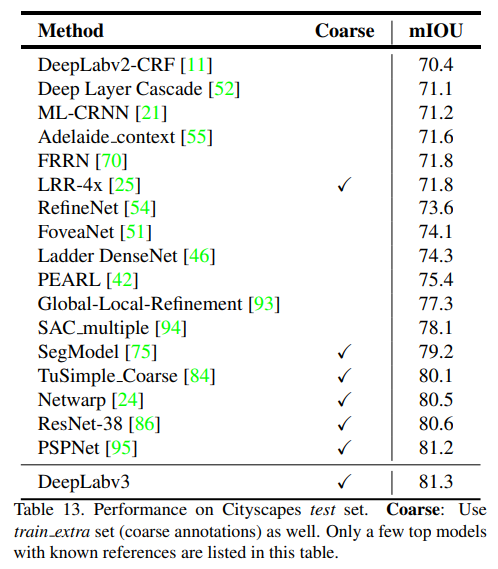 Method Coarse mIOU
DeepLabv2-CRF [11] 70.4
Deep Layer Cascade [52] 71.1
ML-CRNN [21] 71.2
Adelaide_context [55] 71.6
FRRN [70] 71.8
LRR-4x [25] ✓ 71.8
RefineNet [54] 73.6
FoveaNet [51] 74.1
Ladder DenseNet [46] 74.3
PEARL [42] 75.4
Global-Local-Refinement [93] 77.3
SAC_multiple [94] 78.1
SegModel [75] ✓ 79.2
TuSimple_Coarse [84] ✓ 80.1
Netwarp [24] ✓ 80.5
ResNet-38 [86] ✓ 80.6
PSPNet [95] ✓ 81.2
DeepLabv3 ✓ 81.3
Table 13. Performance on Cityscapes test set. Coarse: Use
train_extra set (coarse annotations) as well. Only a few top models
with known references are listed in this table.